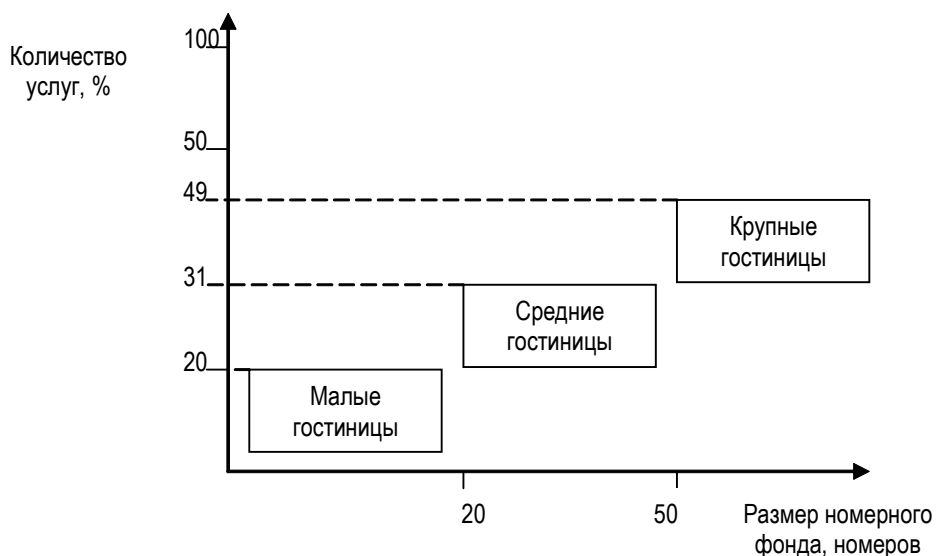 Количество
услуг, %
100
50
49
31
20
Крупные
гостиницы
Средние
гостиницы
Малые
гостиницы
20
50
Размер номерного
фонда, номеров